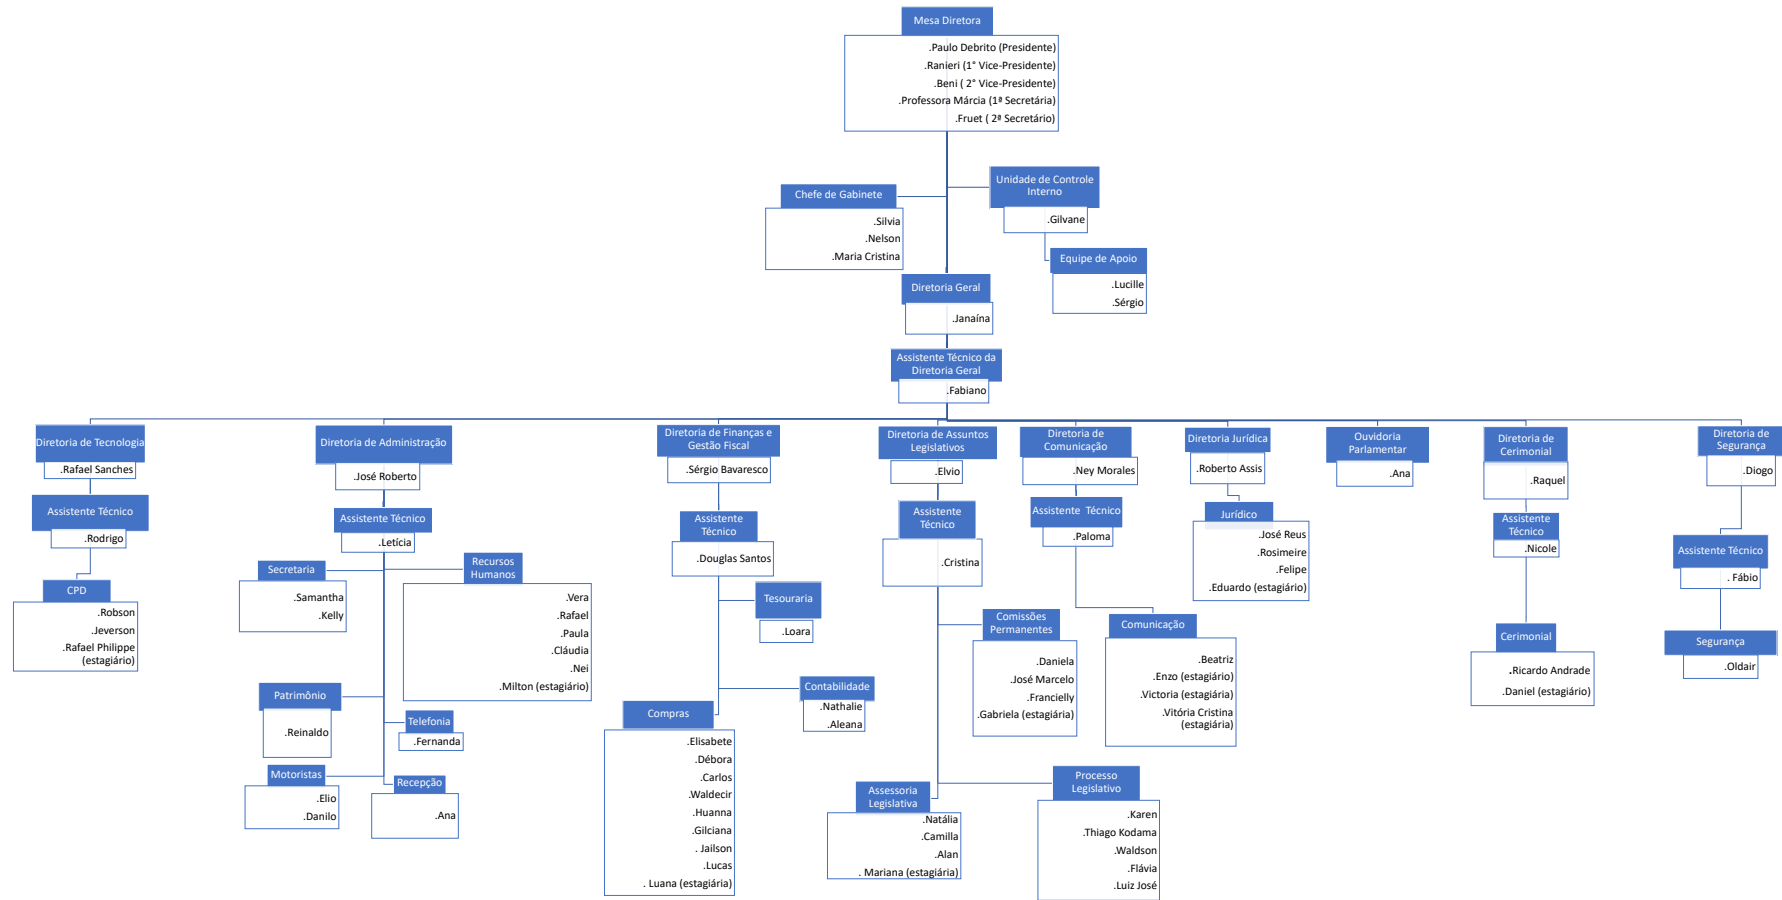 Mesa Diretora
.Paulo Debrito (Presidente)
.Ranieri (1° Vice-Presidente)
.Beni ( 2° Vice-Presidente)
.Professora Márcia (1ª Secretária)
.Fruet ( 2ª Secretário)
Chefe de Gabinete
.Silvia
.Nelson
.Maria Cristina
Unidade de Controle
Interno
.Gilvane
Equipe de Apoio
.Lucille
.Sérgio
Diretoria Geral
.Janaína
Assistente Técnico da
Diretoria Geral
.Fabiano
Diretoria de Tecnologia
.Rafael Sanches
Assistente Técnico
.Rodrigo
CPD
.Robson
.Jeverson
.Rafael Philippe
(estagiário)
Diretoria de Administração
.José Roberto
Assistente Técnico
.Letícia
Secretaria
.Samantha
.Kelly
Recursos
Humanos
.Vera
.Rafael
.Paula
.Cláudia
.Nei
.Milton (estagiário)
Patrimônio
.Reinaldo
Telefonia
.Fernanda
Motoristas
.Elio
.Danilo
Recepção
.Ana
Diretoria de Finanças e
Gestão Fiscal
.Sérgio Bavaresco
Assistente
Técnico
.Douglas Santos
Tesouraria
.Loara
Contabilidade
.Nathalie
.Aleana
Compras
.Elisabete
.Débora
.Carlos
.Waldecir
.Huanna
.Gilciana
. Jailson
.Lucas
. Luana (estagiária)
Diretoria de Assuntos
Legislativos
.Elvio
Assistente
Técnico
.Cristina
Comissões
Permanentes
.Daniela
.José Marcelo
.Francielly
.Gabriela (estagiária)
Assessoria
Legislativa
.Natália
.Camilla
.Alan
. Mariana (estagiária)
Processo
Legislativo
.Karen
.Thiago Kodama
.Waldson
.Flávia
.Luiz José
Diretoria de
Comunicação
.Ney Morales
Assistente Técnico
.Paloma
Comunicação
.Beatriz
.Enzo (estagiário)
.Victoria (estagiária)
.Vitória Cristina
(estagiária)
Diretoria Jurídica
.Roberto Assis
Jurídico
.José Reus
.Rosimeire
.Felipe
.Eduardo (estagiário)
Ouvidoria
Parlamentar
.Ana
Diretoria de
Cerimonial
.Raquel
Assistente
Técnico
.Nicole
Cerimonial
.Ricardo Andrade
.Daniel (estagiário)
Diretoria de
Segurança
.Diogo
Assistente Técnico
. Fábio
Segurança
.Oldair